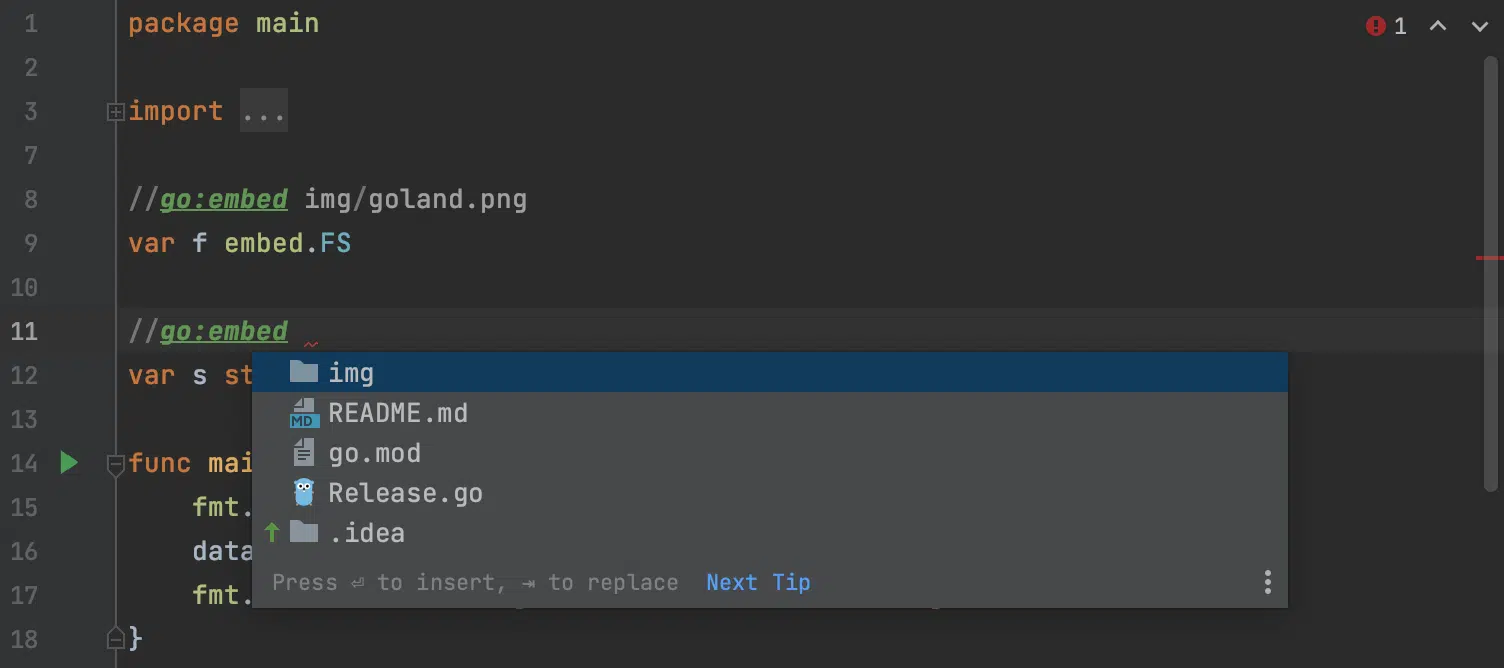 1 package main
2
3 import ...
7
8 //go:embed img/goland.png
9 var f embed.FS
10
11 //go:embed
12 var s st
13
14 func mai
15 fmt.
16 data
17 fmt.
18 }
1
img
MD README.md
go.mod
Release.go
.idea
Press ⏎ to insert, ⇥ to replace Next Tip